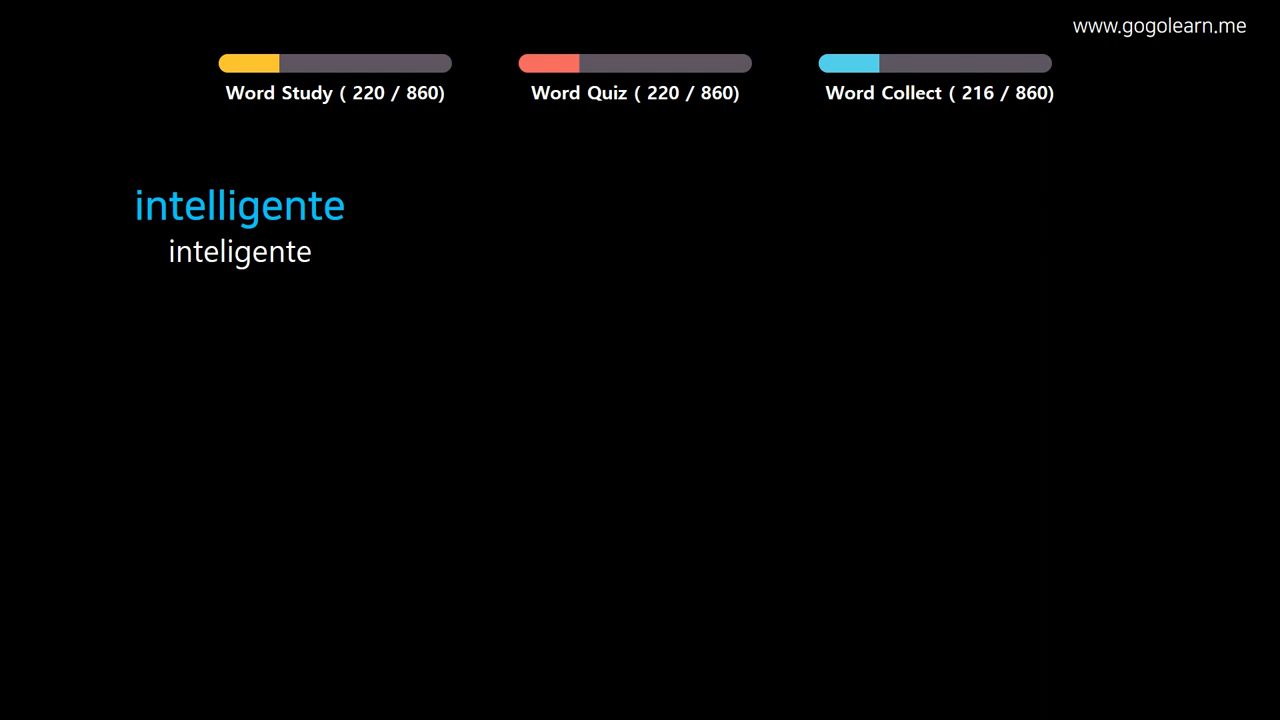 www.gogolearn.me
Word Study ( 220 / 860)
Word Quiz ( 220 / 860)
Word Collect ( 216 / 860)
intelligente
inteligente